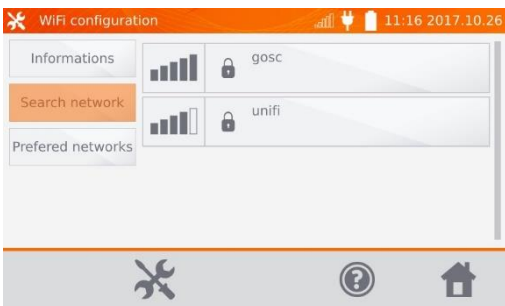 WiFi configuration
11:16 2017.10.26
Informations
Search network
Prefered networks
gosc
unifi
?